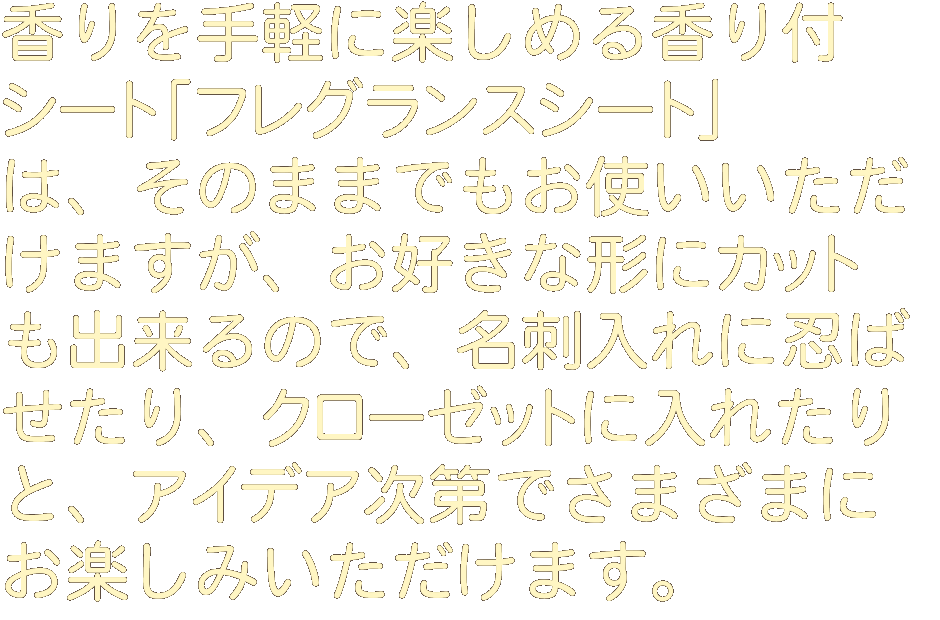 香りを手軽に楽しめる香り付
シート「フレグランスシート」
は、そのままでもお使いいただ
けますが、お好きな形にカット
も出来るので、名刺入れに忍ば
せたり、クローゼットに入れたり
と、アイデア次第でさまざまに
お楽しみいただけます。